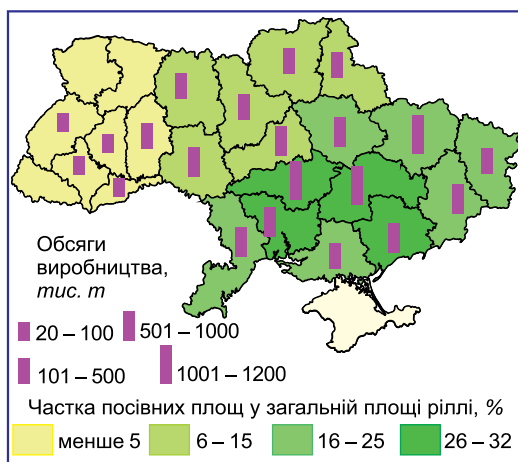 Обсяги
виробництва,
тис. т
20 – 100
501 – 1000
101 – 500
1001 – 1200
Частка посівних площ у загальній площі ріллі, %
менше 5
6 – 15
16 – 25
26 – 32